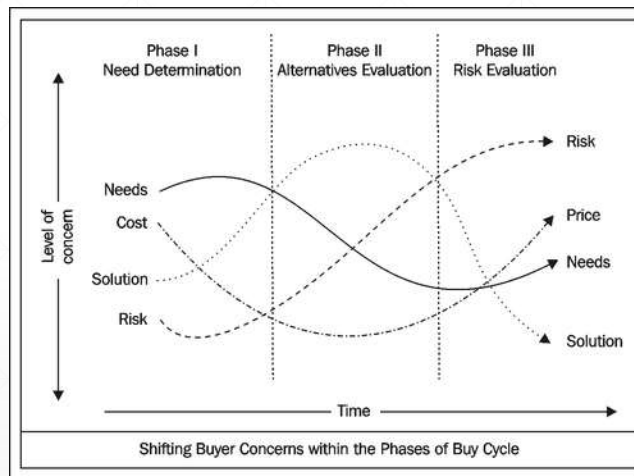 Phase I
Need Determination
Phase II
Alternatives Evaluation
Phase III
Risk Evaluation
Level of
concern
Needs
Cost
Solution
Risk
Risk
Price
Needs
Solution
Time
Shifting Buyer Concerns within the Phases of Buy Cycle